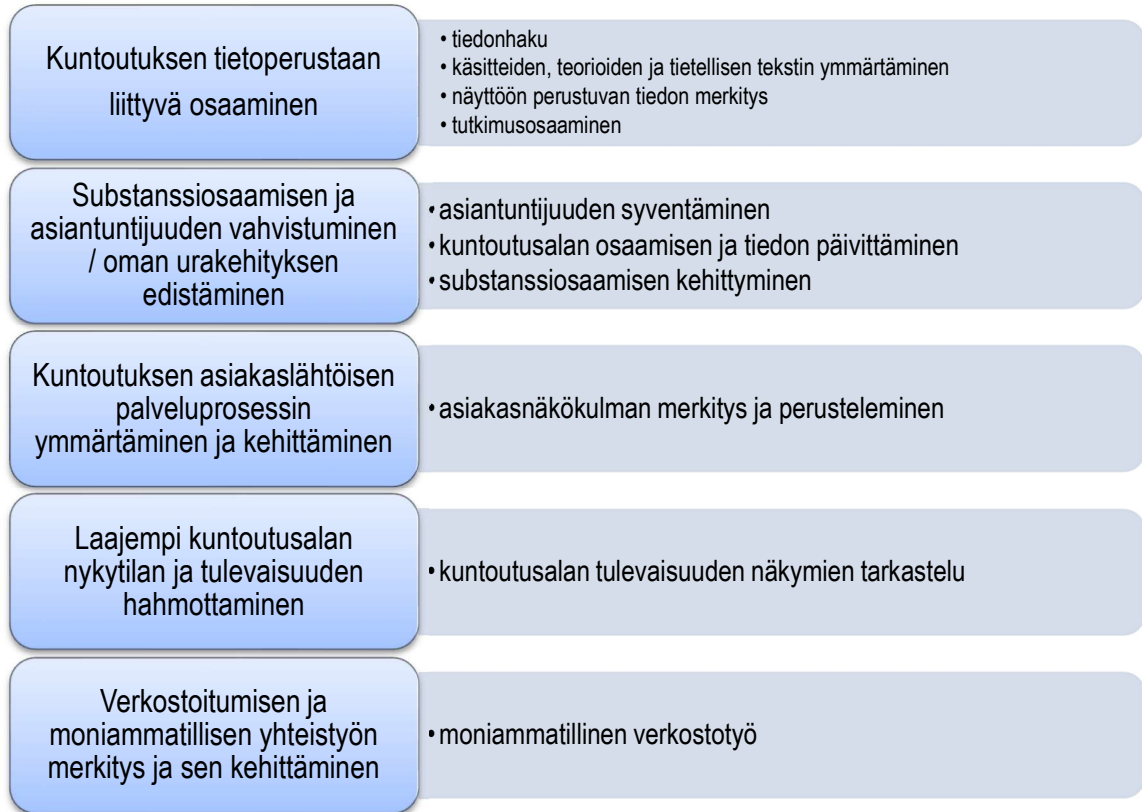 Kuntoutuksen tietoperustaan
liittyvä osaaminen
• tiedonhaku
• käsitteiden, teorioiden ja tietellisen tekstin ymmärtäminen
• näyttöön perustuvan tiedon merkitys
• tutkimusosaaminen
Substanssiosaamisen ja
asiantuntijuuden vahvistuminen
/ oman urakehityksen
edistäminen
• asiantuntijuuden syventäminen
• kuntoutusalan osaamisen ja tiedon päivittäminen
• substanssiosaamisen kehittyminen
Kuntoutuksen asiakaslähtöisen
palveluprosessin
ymmärtäminen ja kehittäminen
• asiakasnäkökulman merkitys ja perusteleminen
Laajempi kuntoutusalan
nykytilan ja tulevaisuuden
hahmottaminen
• kuntoutusalan tulevaisuuden näkymien tarkastelu
Verkostoitumisen ja
moniammatillisen yhteistyön
merkitys ja sen kehittäminen
• moniammatillinen verkostotyö